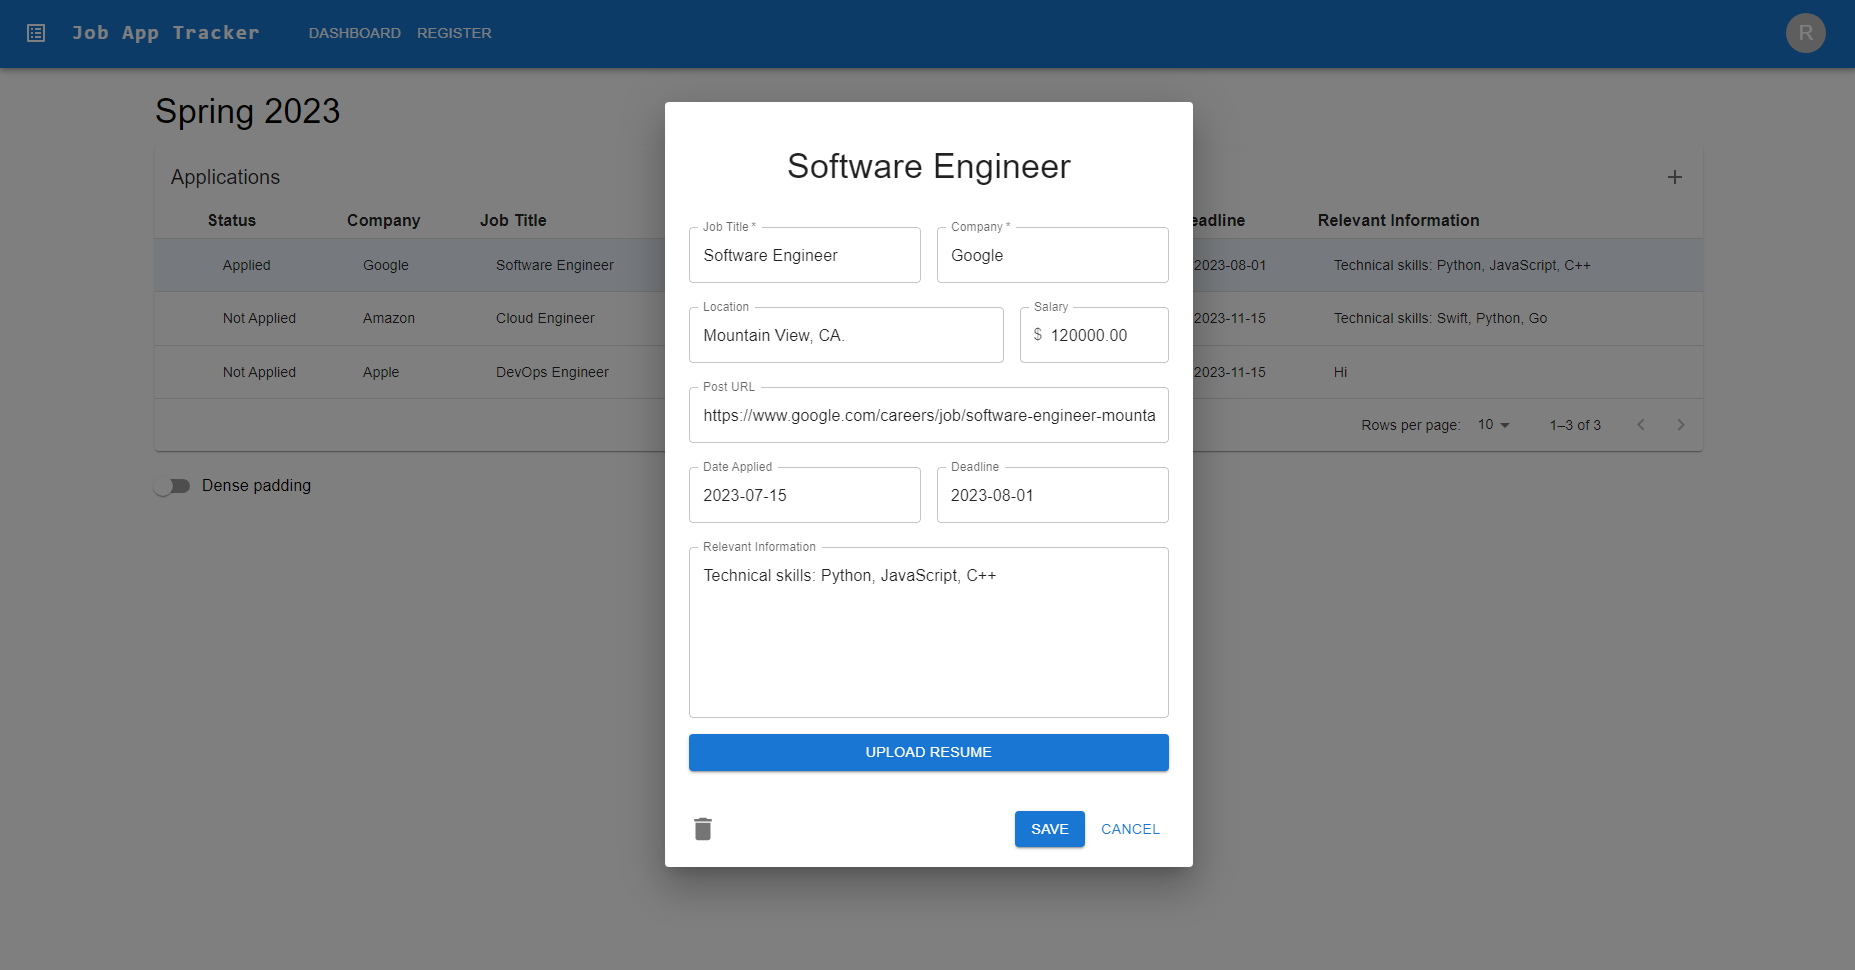 Job App Tracker DASHBOARD REGISTER R
Spring 2023
Applications
Status Company Job Title eadline Relevant Information
Applied Google Software Engineer 2023-08-01 Technical skills: Python, JavaScript, C++
Not Applied Amazon Cloud Engineer 2023-11-15 Technical skills: Swift, Python, Go
Not Applied Apple DevOps Engineer 2023-11-15 Hi
Rows per page: 10 1–3 of 3
Dense padding
Software Engineer
Job Title * Company *
Software Engineer Google
Location Salary
Mountain View, CA. $ 120000.00
Post URL
https://www.google.com/careers/job/software-engineer-mounta
Date Applied Deadline
2023-07-15 2023-08-01
Relevant Information
Technical skills: Python, JavaScript, C++
UPLOAD RESUME
SAVE CANCEL